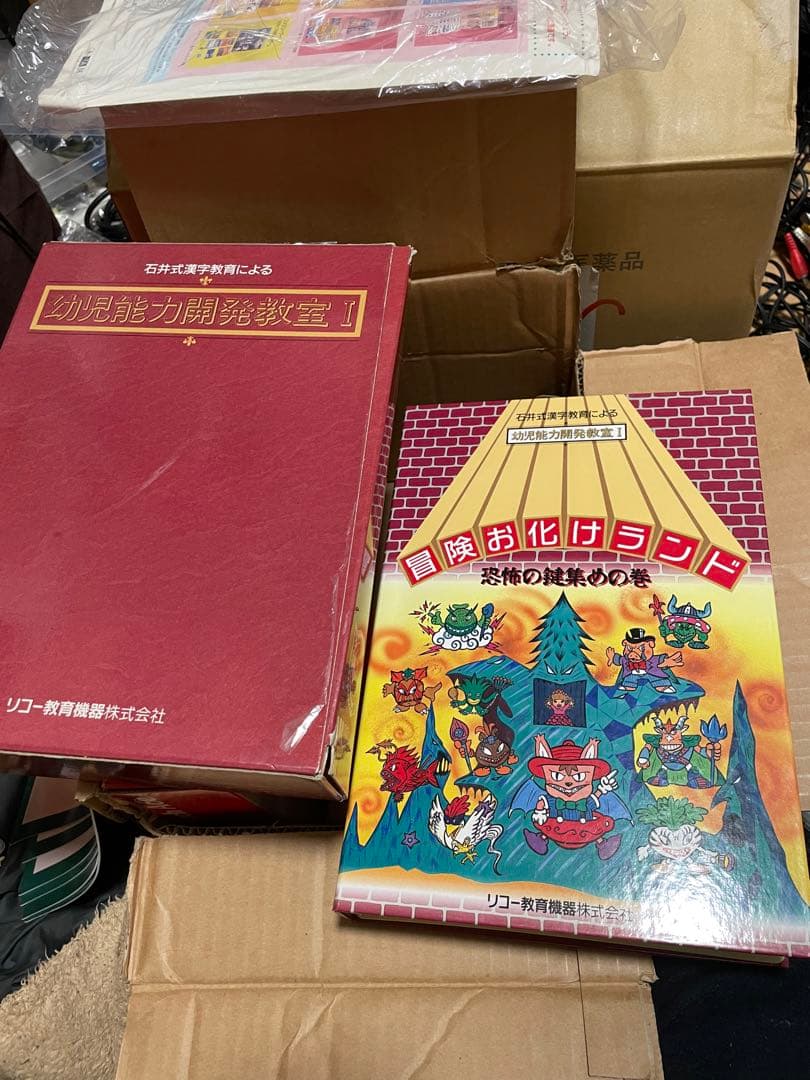 石井式漢字教育による
幼児能力開発教室Ⅰ
リコー教育機器株式会社
石井式漢字教育による
幼児能力開発教室Ⅰ
冒険お化けランド
恐怖の鍵集めの巻
リコー教育機器株式会社
医薬品